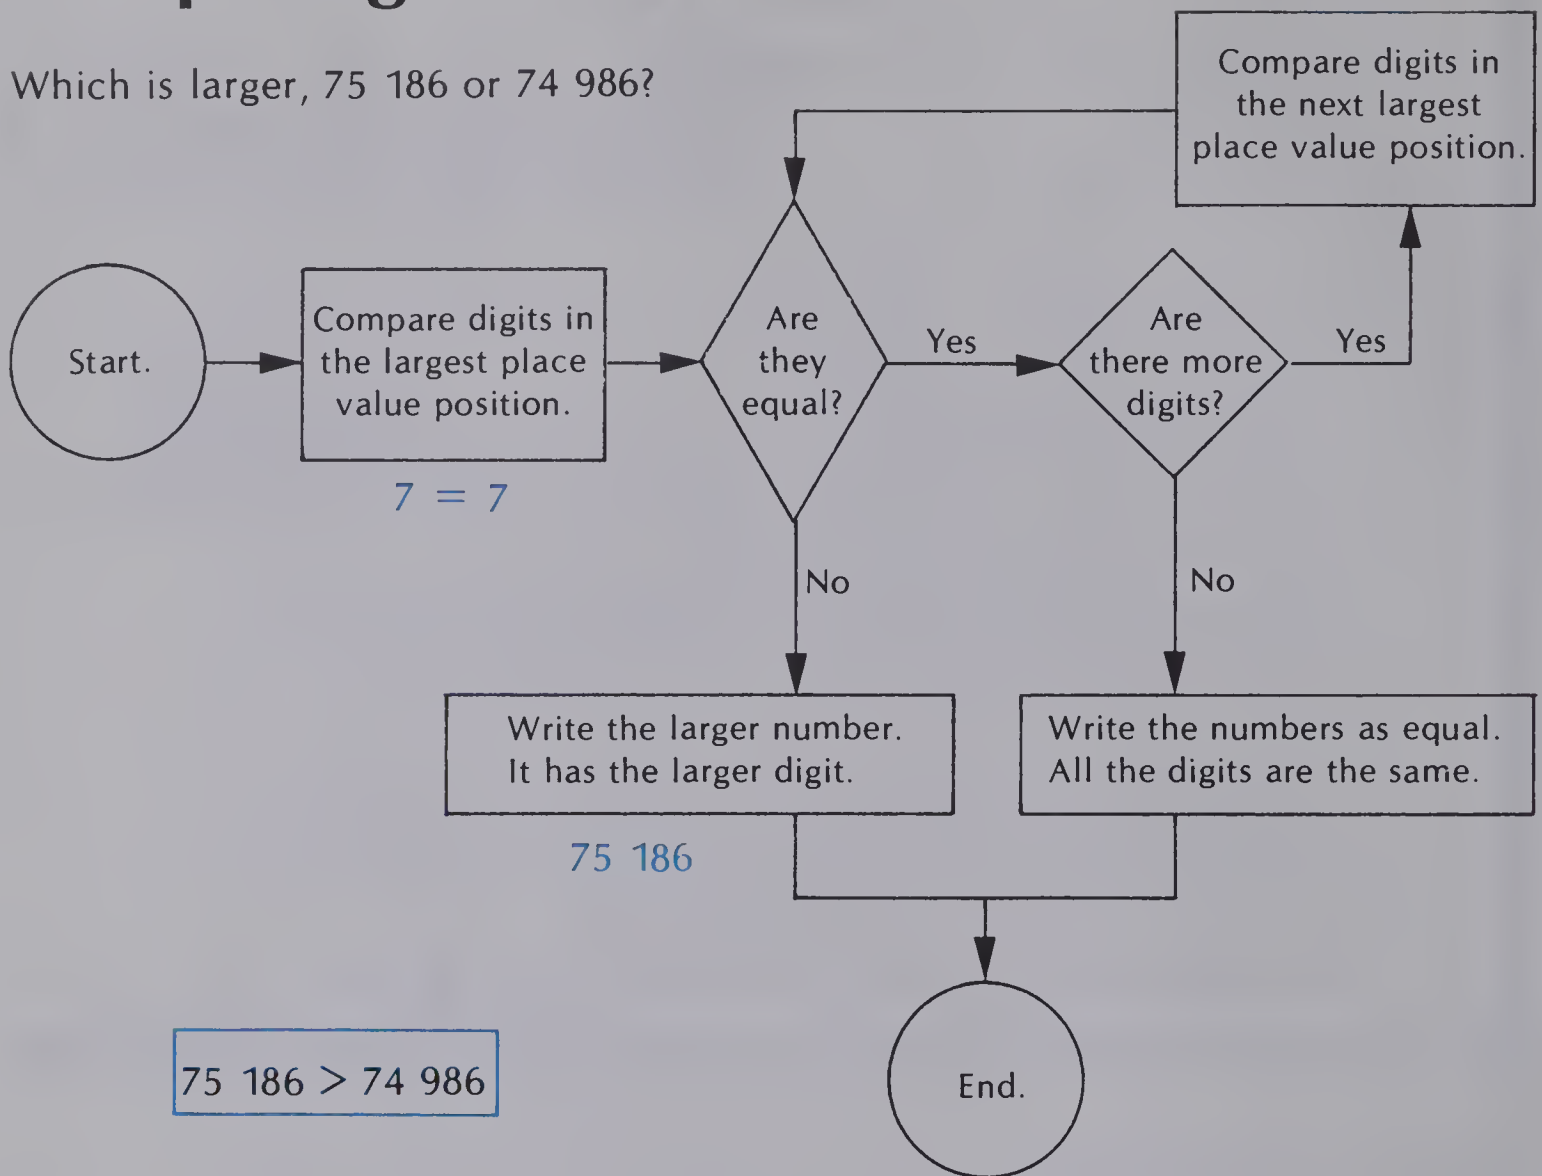 Which is larger, 75 186 or 74 986?
Compare digits in
the next largest
place value position.
Start.
Compare digits in
the largest place
value position.
7 = 7
Are
they
equal?
Yes
Are
there more
digits?
Yes
No
No
Write the larger number.
It has the larger digit.
75 186
Write the numbers as equal.
All the digits are the same.
75 186 > 74 986
End.